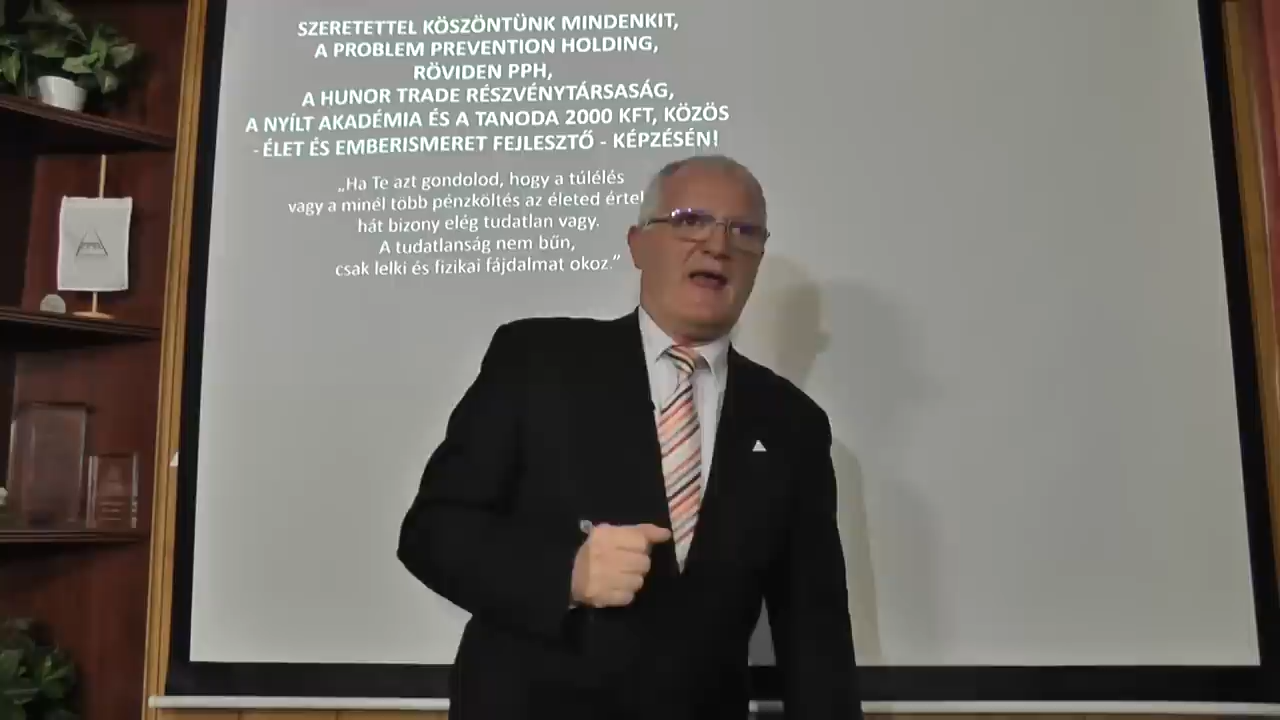 SZERETETTEL KÖSZÖNTÜNK MINDENKIT,
A PROBLEM PREVENTION HOLDING,
RÖVIDEN PPH,
A HUNOR TRADE RÉSZVÉNYTÁRSASÁG,
A NYÍLT AKADÉMIA ÉS A TANODA 2000 KFT, KÖZÖS
- ÉLET ÉS EMBERISMERET FEJLESZTŐ - KÉPZÉSÉN!
„Ha Te azt gondolod, hogy a túlélés
vagy a minél több pénzköltés az életed
hát bizony elég tudatlan vagy.
A tudatlanság nem bűn,
csak lelki és fizikai fájdalmat okoz.”